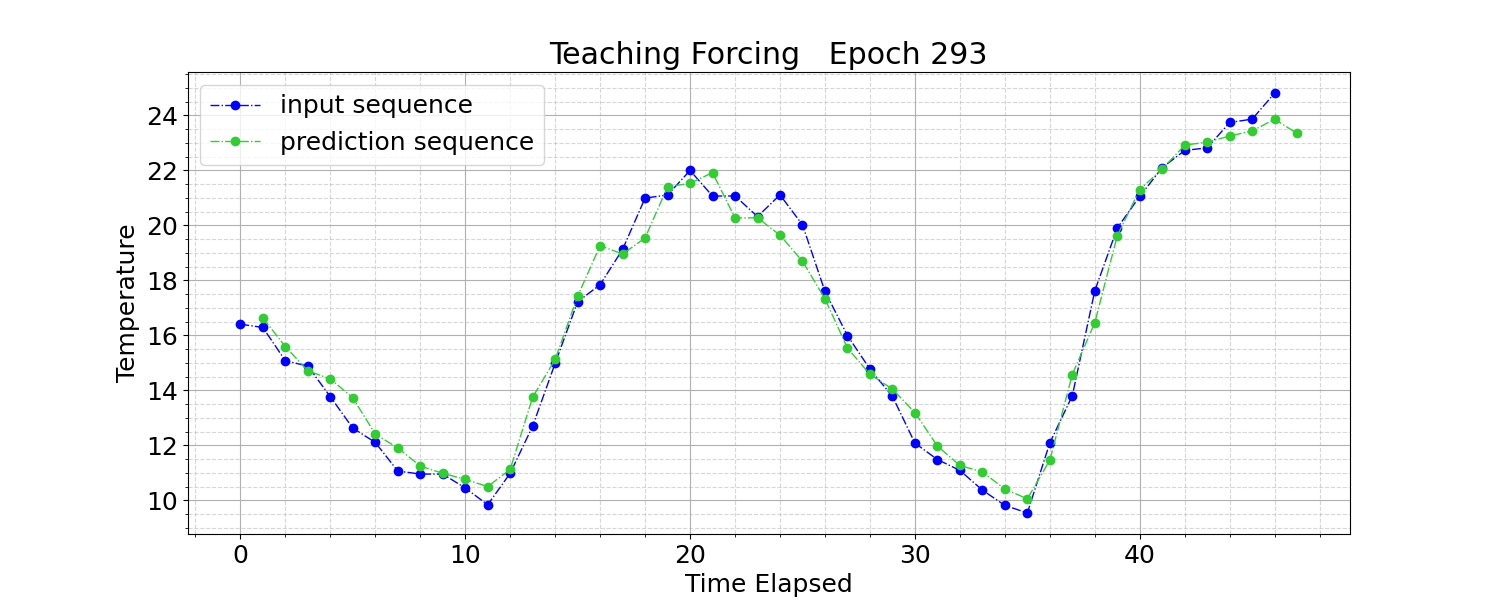 Teaching Forcing   Epoch 293
input sequence
prediction sequence
24
22
20
18
16
14
12
10
Temperature
0 10 20 30 40
Time Elapsed